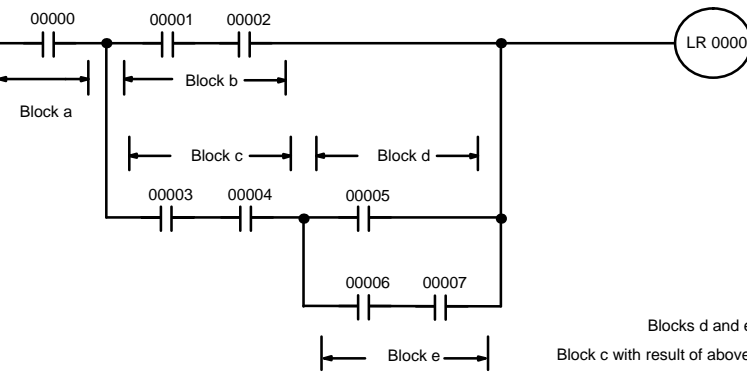 00000 00001 00002
LR 0000
Block a
Block b
Block c Block d
00003 00004 00005
00006 00007
Block e
Blocks d and e
Block c with result of above